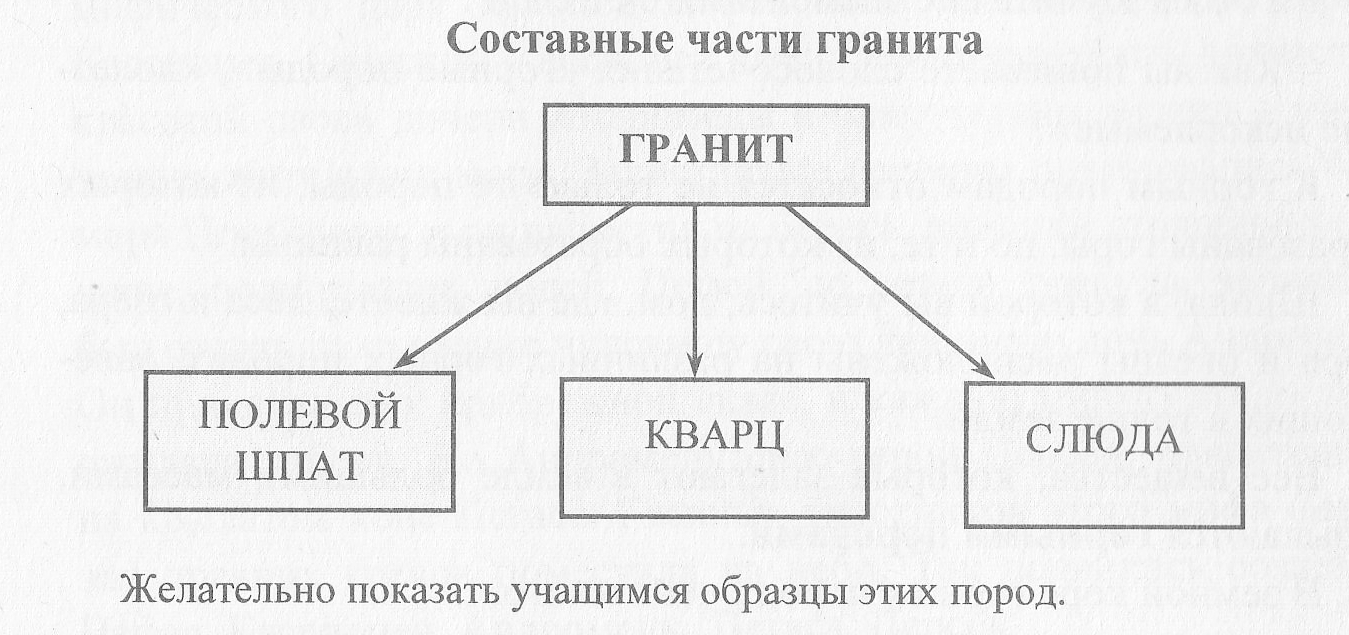 Составные части гранита
ГРАНИТ
ПОЛЕВОЙ
ШПАТ
КВАРЦ
СЛЮДА
Желательно показать учащимся образцы этих пород.